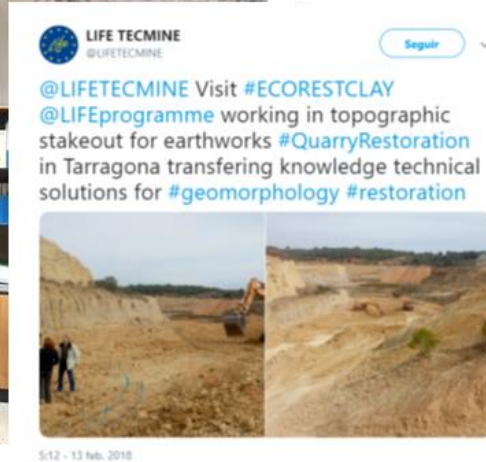 LIFE TECMINE
@LIFETECMINE
Seguir
@LIFETECMINE Visit #ECORESTCLAY
@LIFEprogramme working in topographic
stakeout for earthworks #QuarryRestoration
in Tarragona transfering knowledge technical
solutions for #geomorphology #restoration
5:12 - 13 feb. 2018